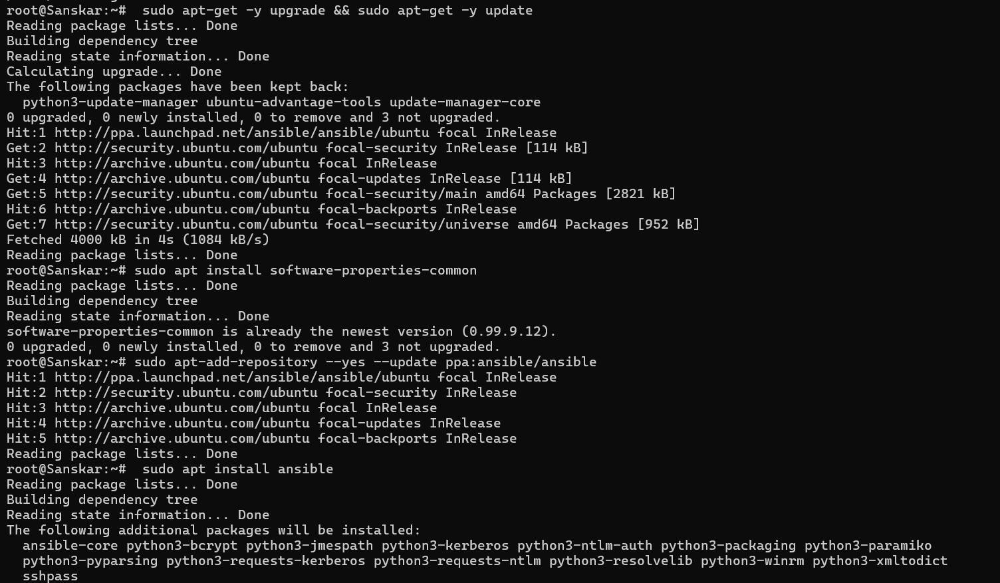 root@Sanskar:~#  sudo apt-get -y upgrade && sudo apt-get -y update
Reading package lists... Done
Building dependency tree
Reading state information... Done
Calculating upgrade... Done
The following packages have been kept back:
  python3-update-manager ubuntu-advantage-tools update-manager-core
0 upgraded, 0 newly installed, 0 to remove and 3 not upgraded.
Hit:1 http://ppa.launchpad.net/ansible/ansible/ubuntu focal InRelease
Get:2 http://security.ubuntu.com/ubuntu focal-security InRelease [114 kB]
Hit:3 http://archive.ubuntu.com/ubuntu focal InRelease
Get:4 http://archive.ubuntu.com/ubuntu focal-updates InRelease [114 kB]
Get:5 http://security.ubuntu.com/ubuntu focal-security/main amd64 Packages [2821 kB]
Hit:6 http://archive.ubuntu.com/ubuntu focal-backports InRelease
Get:7 http://security.ubuntu.com/ubuntu focal-security/universe amd64 Packages [952 kB]
Fetched 4000 kB in 4s (1084 kB/s)
Reading package lists... Done
root@Sanskar:~# sudo apt install software-properties-common
Reading package lists... Done
Building dependency tree
Reading state information... Done
software-properties-common is already the newest version (0.99.9.12).
0 upgraded, 0 newly installed, 0 to remove and 3 not upgraded.
root@Sanskar:~# sudo apt-add-repository --yes --update ppa:ansible/ansible
Hit:1 http://ppa.launchpad.net/ansible/ansible/ubuntu focal InRelease
Hit:2 http://security.ubuntu.com/ubuntu focal-security InRelease
Hit:3 http://archive.ubuntu.com/ubuntu focal InRelease
Hit:4 http://archive.ubuntu.com/ubuntu focal-updates InRelease
Hit:5 http://archive.ubuntu.com/ubuntu focal-backports InRelease
Reading package lists... Done
root@Sanskar:~#  sudo apt install ansible
Reading package lists... Done
Building dependency tree
Reading state information... Done
The following additional packages will be installed:
  ansible-core python3-bcrypt python3-jmespath python3-kerberos python3-ntlm-auth python3-packaging python3-paramiko
  python3-pyparsing python3-requests-kerberos python3-requests-ntlm python3-resolvelib python3-winrm python3-xmltodict
  sshpass